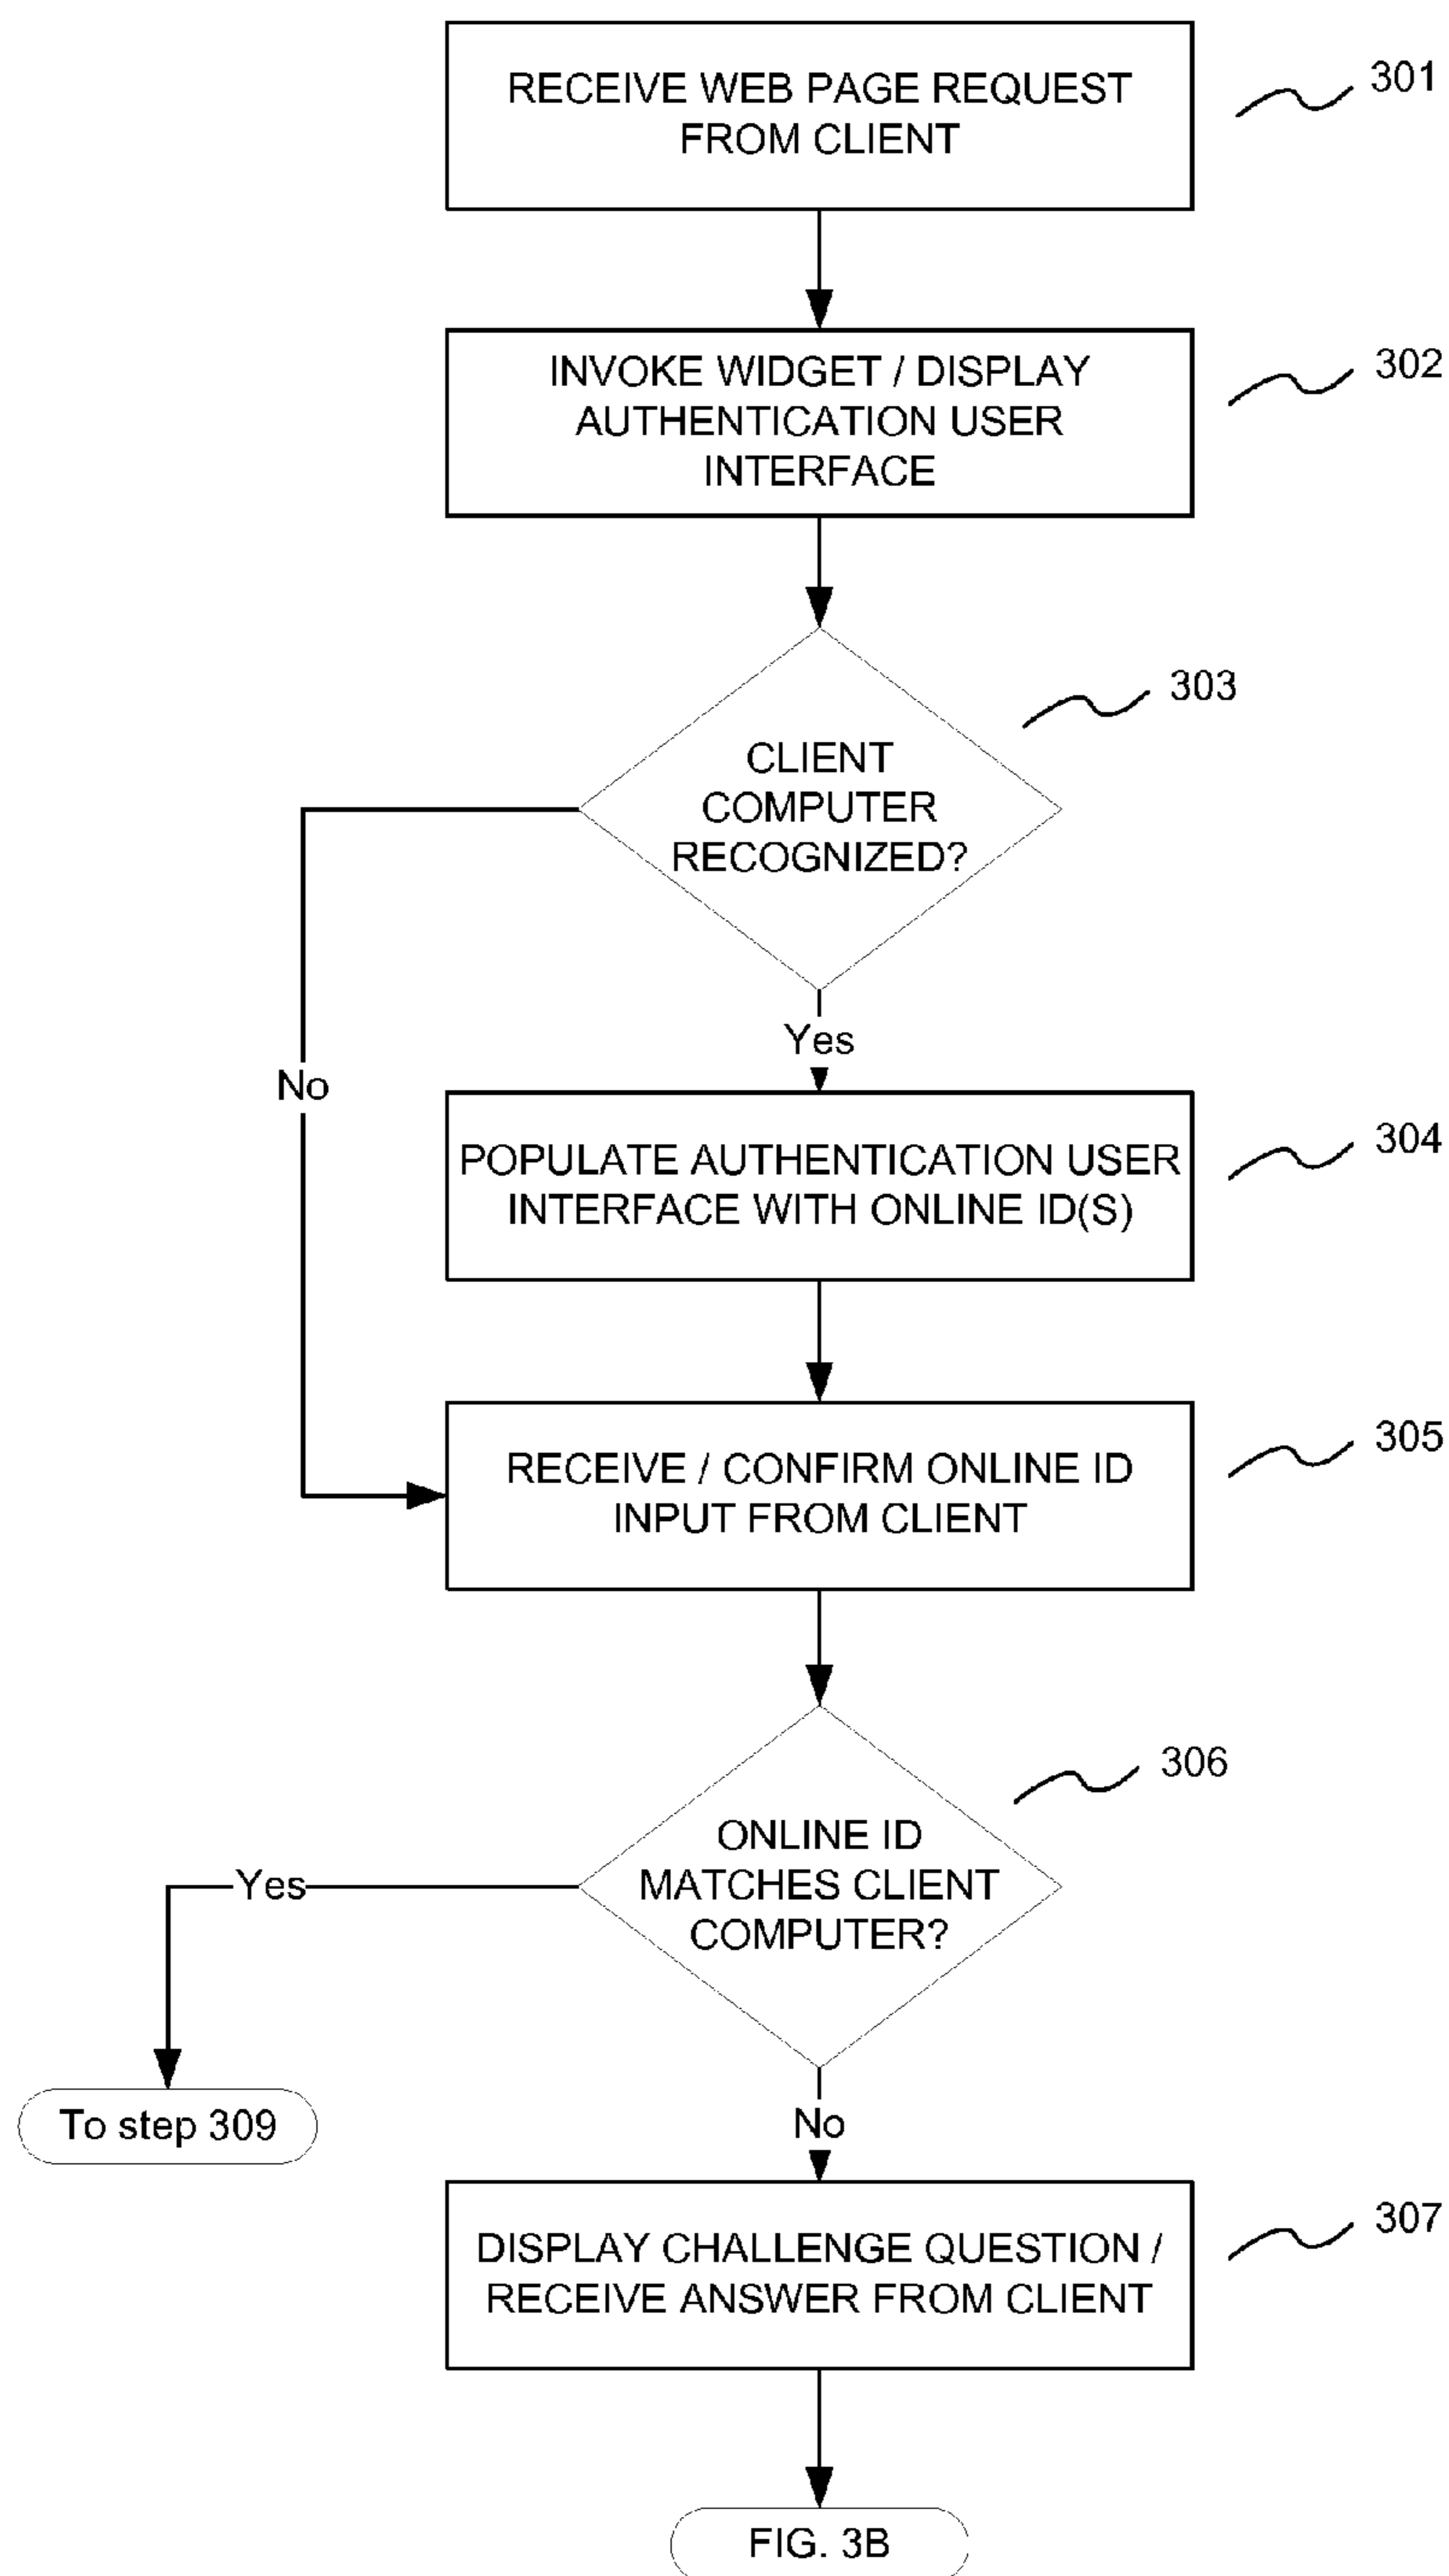 RECEIVE WEB PAGE REQUEST
FROM CLIENT
301
INVOKE WIDGET / DISPLAY
AUTHENTICATION USER
INTERFACE
302
CLIENT
COMPUTER
RECOGNIZED?
303
Yes
No
POPULATE AUTHENTICATION USER
INTERFACE WITH ONLINE ID(S)
304
RECEIVE / CONFIRM ONLINE ID
INPUT FROM CLIENT
305
ONLINE ID
MATCHES CLIENT
COMPUTER?
306
Yes
To step 309
No
DISPLAY CHALLENGE QUESTION /
RECEIVE ANSWER FROM CLIENT
307
FIG. 3B